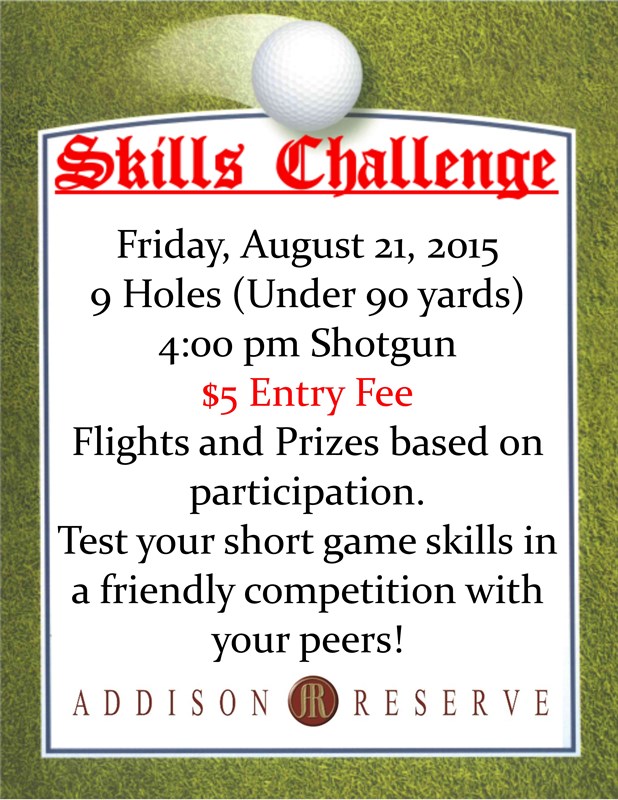 Skills Challenge
Friday, August 21, 2015
9 Holes (Under 90 yards)
4:00 pm Shotgun
$5 Entry Fee
Flights and Prizes based on
participation.
Test your short game skills in
a friendly competition with
your peers!
ADDISON AR RESERVE